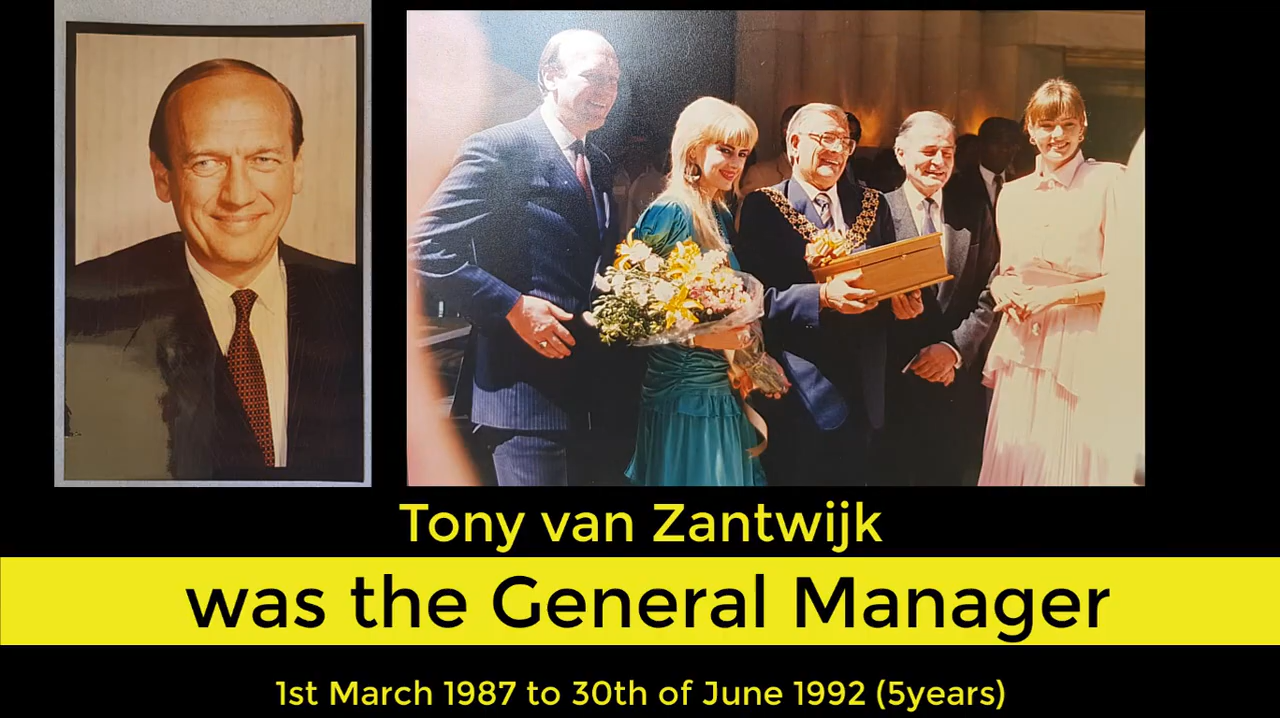 Tony van Zantwijk
was the General Manager
1st March 1987 to 30th of June 1992 (5years)